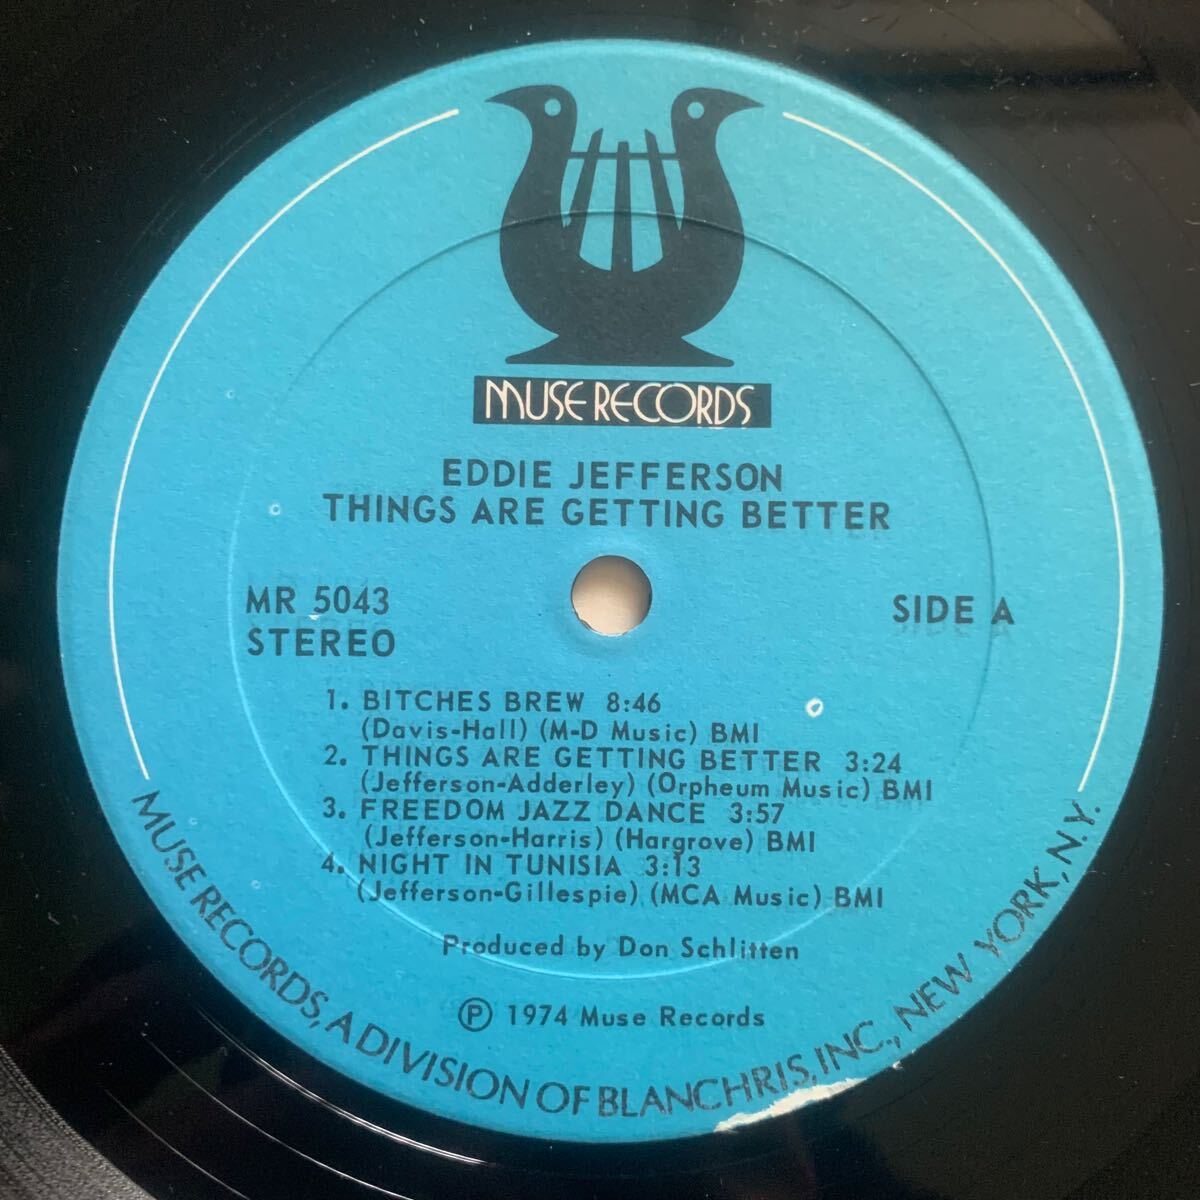 MUSE RECORDS
EDDIE JEFFERSON
THINGS ARE GETTING BETTER
MR 5043
STEREO
SIDE A
1. BITCHES BREW 8:46
(Davis-Hall) (M-D Music) BMI
2. THINGS ARE GETTING BETTER 3:24
(Jefferson-Adderley) (Orpheum Music) BMI
3. FREEDOM JAZZ DANCE 3:57
(Jefferson-Harris) (Hargrove) BMI
4. NIGHT IN TUNISIA 3:13
(Jefferson-Gillespie) (MCA Music) BMI
Produced by Don Schlitten
Ⓟ 1974 Muse Records
MUSE RECORDS, A DIVISION OF BLANCHRIS, INC., NEW YORK, N.Y.